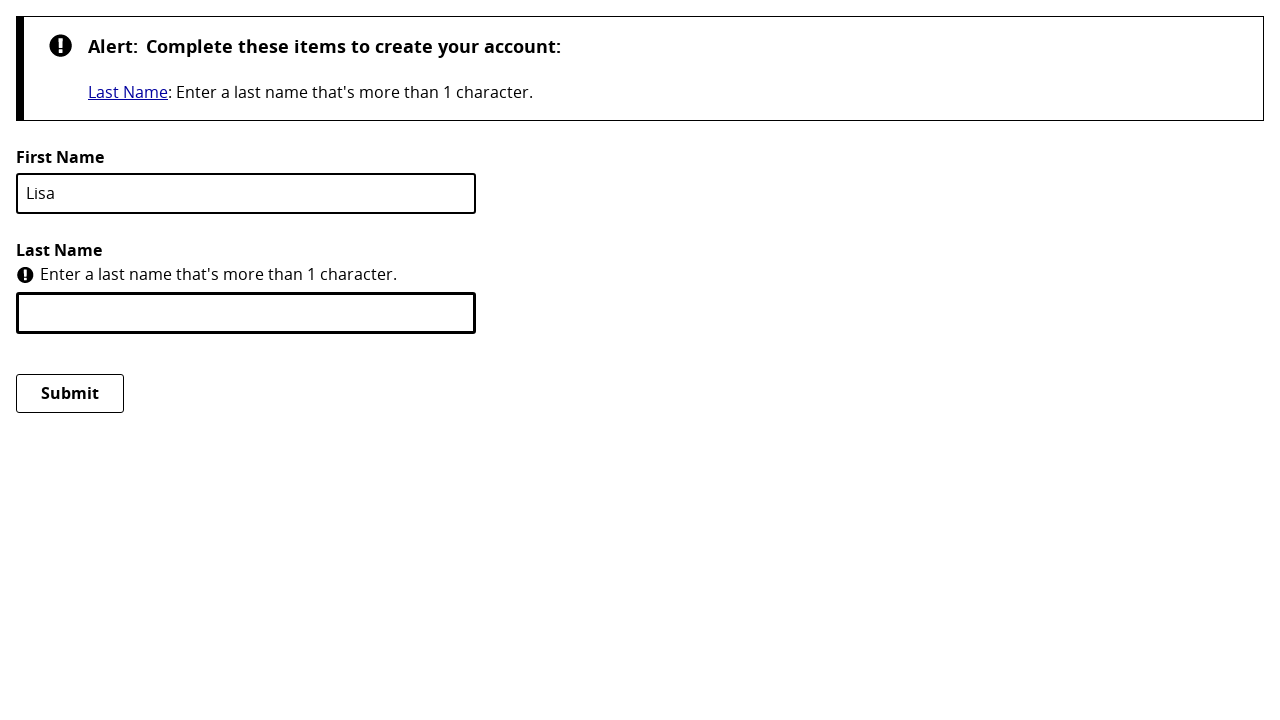 Alert: Complete these items to create your account:
Last Name: Enter a last name that's more than 1 character.
First Name
Lisa
Last Name
Enter a last name that's more than 1 character.
Submit